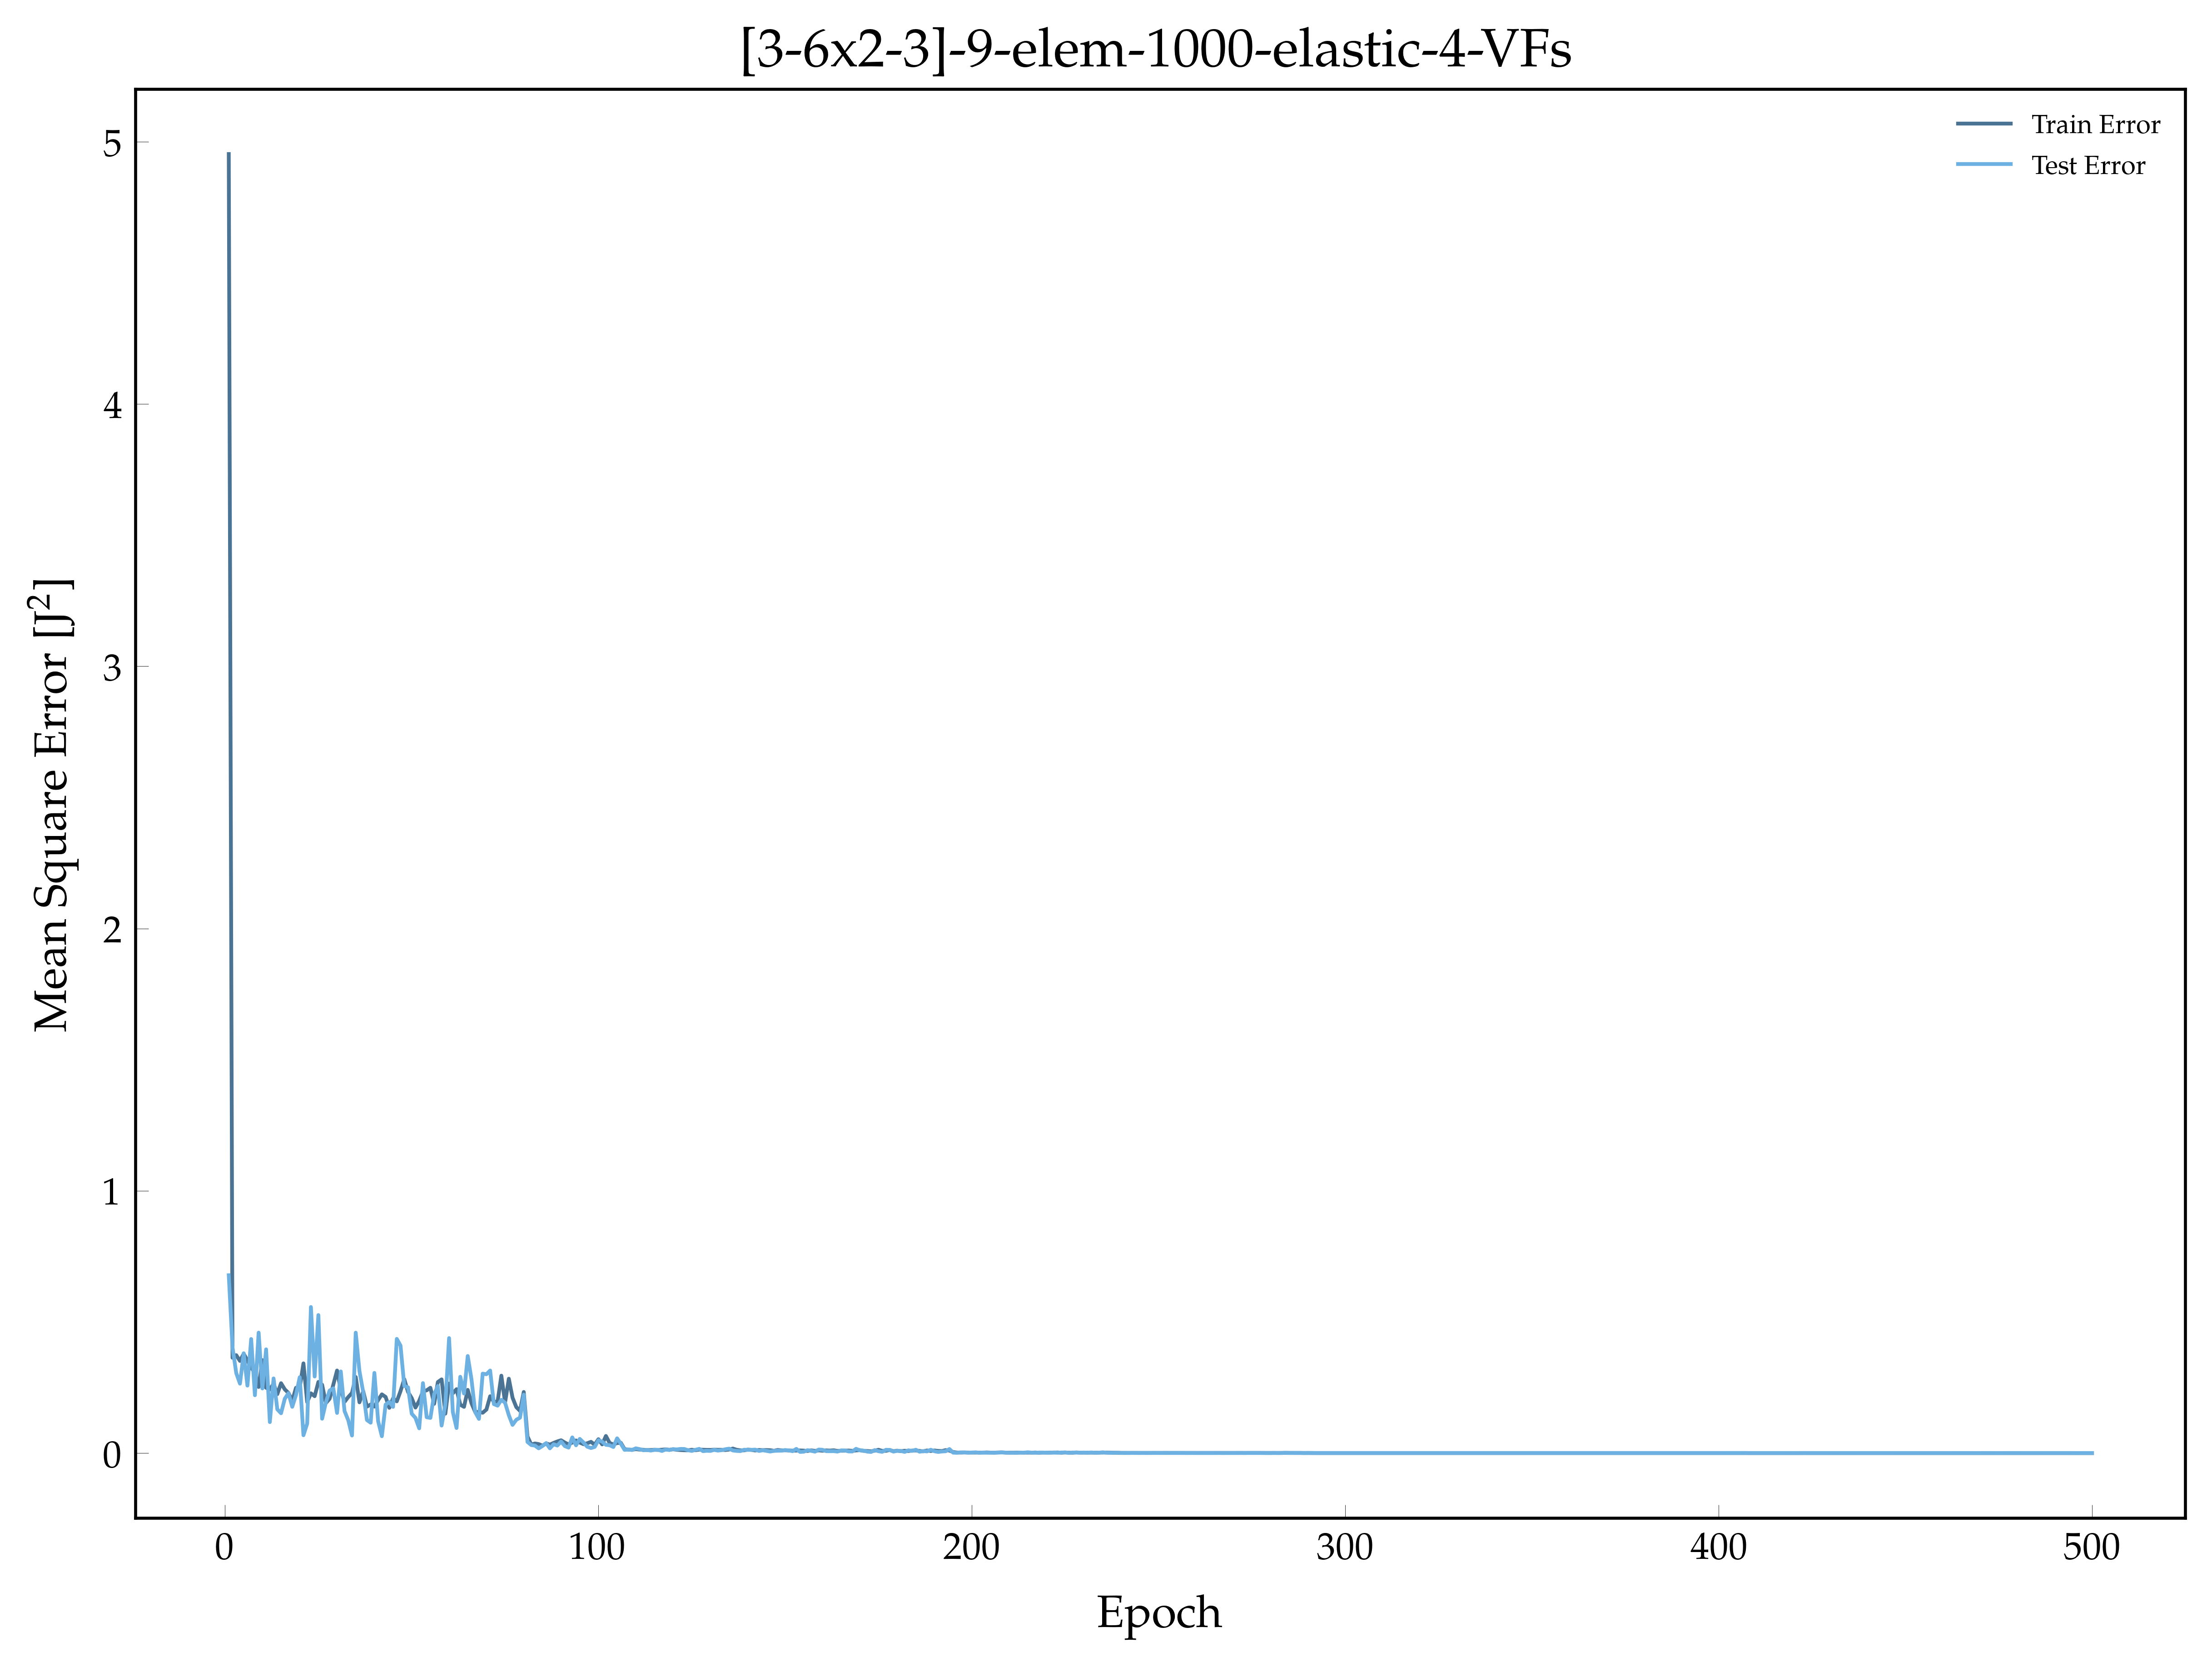 [3-6x2-3]-9-elem-1000-elastic-4-VFs
Train Error
Test Error
Mean Square Error [J²]
5
4
3
2
1
0
0 100 200 300 400 500
Epoch